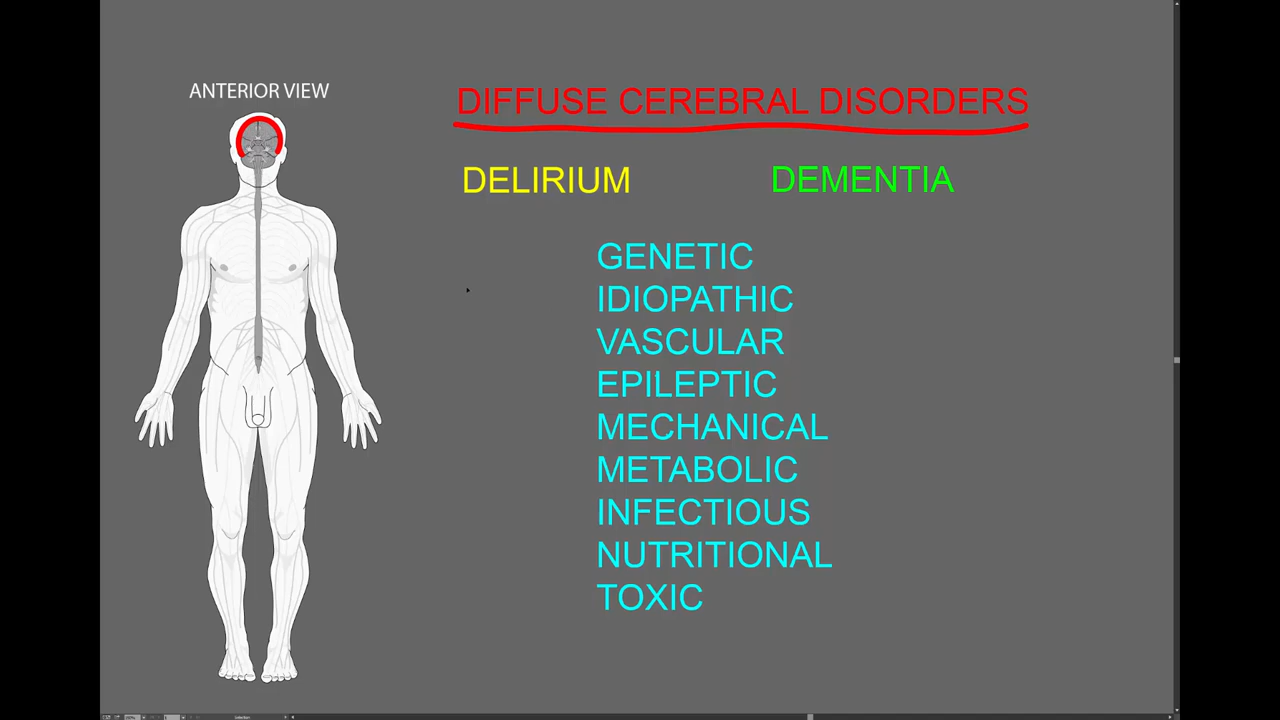 ANTERIOR VIEW
DIFFUSE CEREBRAL DISORDERS
DELIRIUM
DEMENTIA
GENETIC
IDIOPATHIC
VASCULAR
EPILEPTIC
MECHANICAL
METABOLIC
INFECTIOUS
NUTRITIONAL
TOXIC